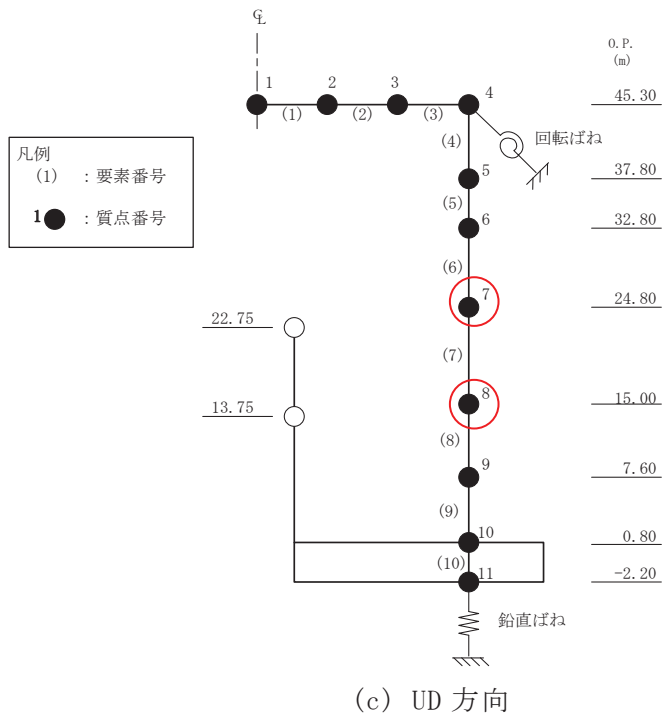 ℄
O.P.
(m)
1 2 3 4 45.30
(1) (2) (3)
(4) 回転ばね
凡例
(1) : 要素番号
1 : 質点番号
5 37.80
(5)
6 32.80
(6)
7 24.80
22.75
(7)
8 15.00
13.75
(8)
9 7.60
(9)
10 0.80
(10)
11 -2.20
鉛直ばね
(c) UD 方向